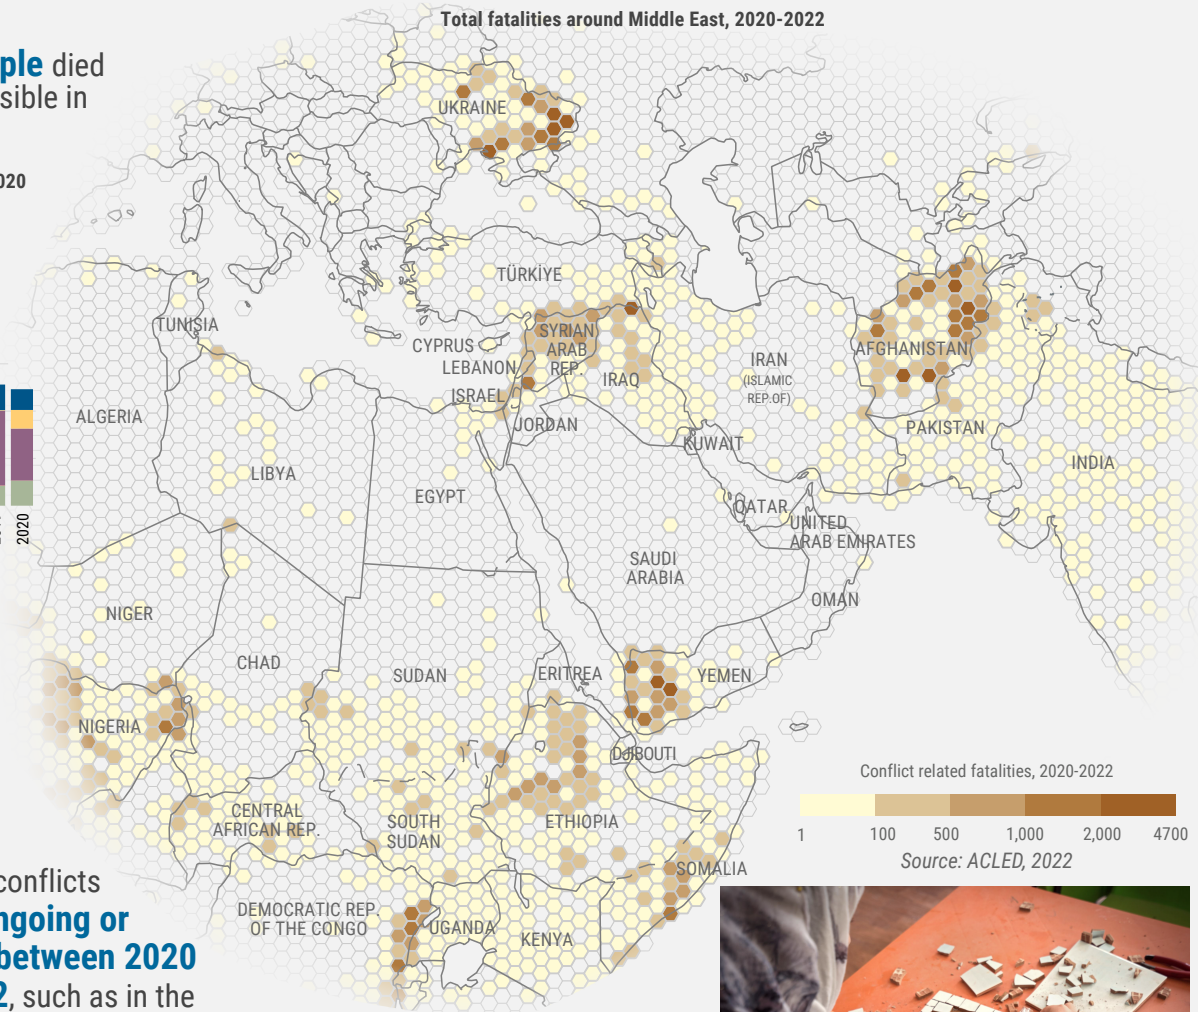 Total fatalities around Middle East, 2020-2022
ple died
sible in
020
2020
UKRAINE
TÜRKİYE
TUNISIA
CYPRUS
SYRIAN
ARAB
REP.
LEBANON
ISRAEL
IRAQ
JORDAN
IRAN
(ISLAMIC
REP.OF)
AFGHANISTAN
PAKISTAN
KUWAIT
INDIA
ALGERIA
LIBYA
EGYPT
QATAR
UNITED
ARAB EMIRATES
SAUDI
ARABIA
OMAN
NIGER
CHAD
SUDAN
ERITREA
YEMEN
NIGERIA
DJIBOUTI
CENTRAL
AFRICAN REP.
SOUTH
SUDAN
ETHIOPIA
SOMALIA
DEMOCRATIC REP.
OF THE CONGO
UGANDA
KENYA
Conflict related fatalities, 2020-2022
1 100 500 1,000 2,000 4700
Source: ACLED, 2022
conflicts
ngoing or
between 2020
2, such as in the